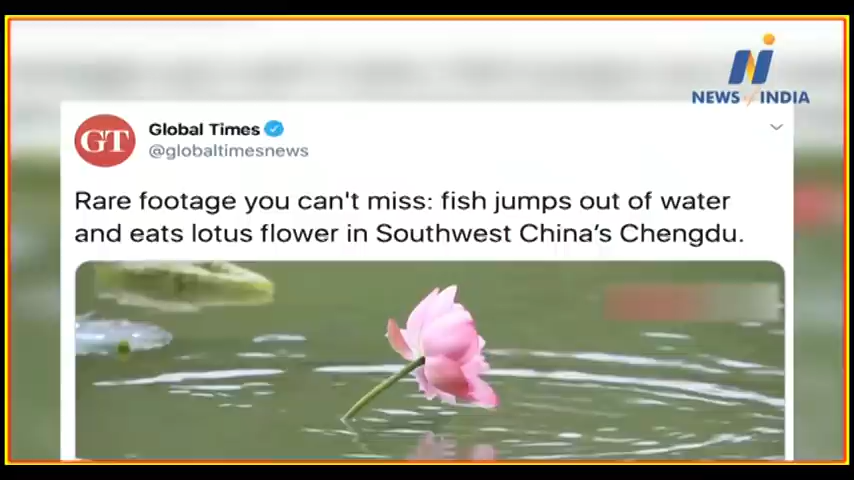 NEWS of INDIA
GT
Global Times
@globaltimesnews
Rare footage you can't miss: fish jumps out of water
and eats lotus flower in Southwest China’s Chengdu.